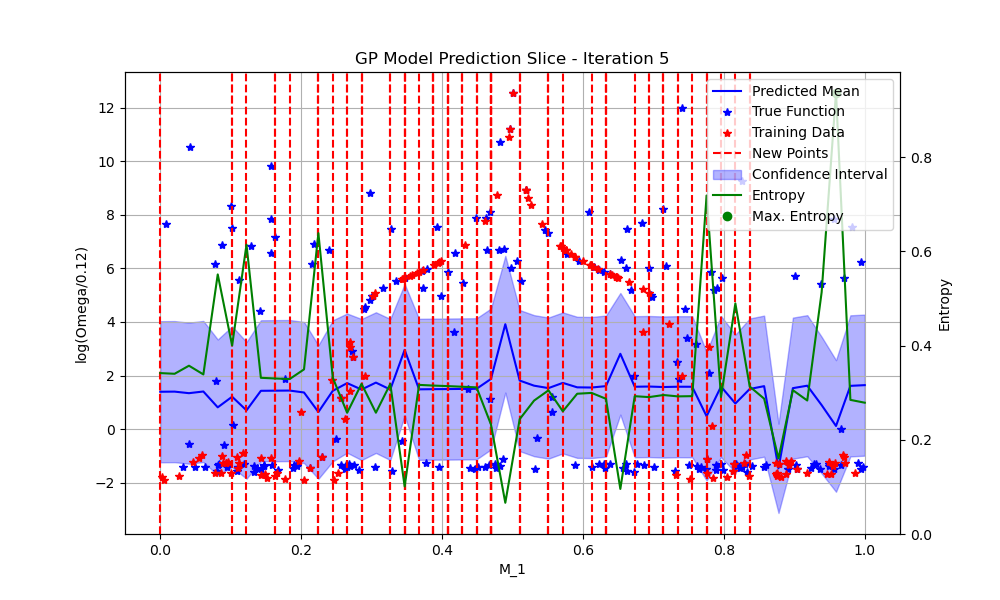 GP Model Prediction Slice - Iteration 5
log(Omega/0.12)
12
10
8
6
4
2
0
−2
0.0
0.2
0.4
0.6
0.8
1.0
M_1
0.8
0.6
0.4
0.2
0.0
Entropy
Predicted Mean
True Function
Training Data
New Points
Confidence Interval
Entropy
Max. Entropy